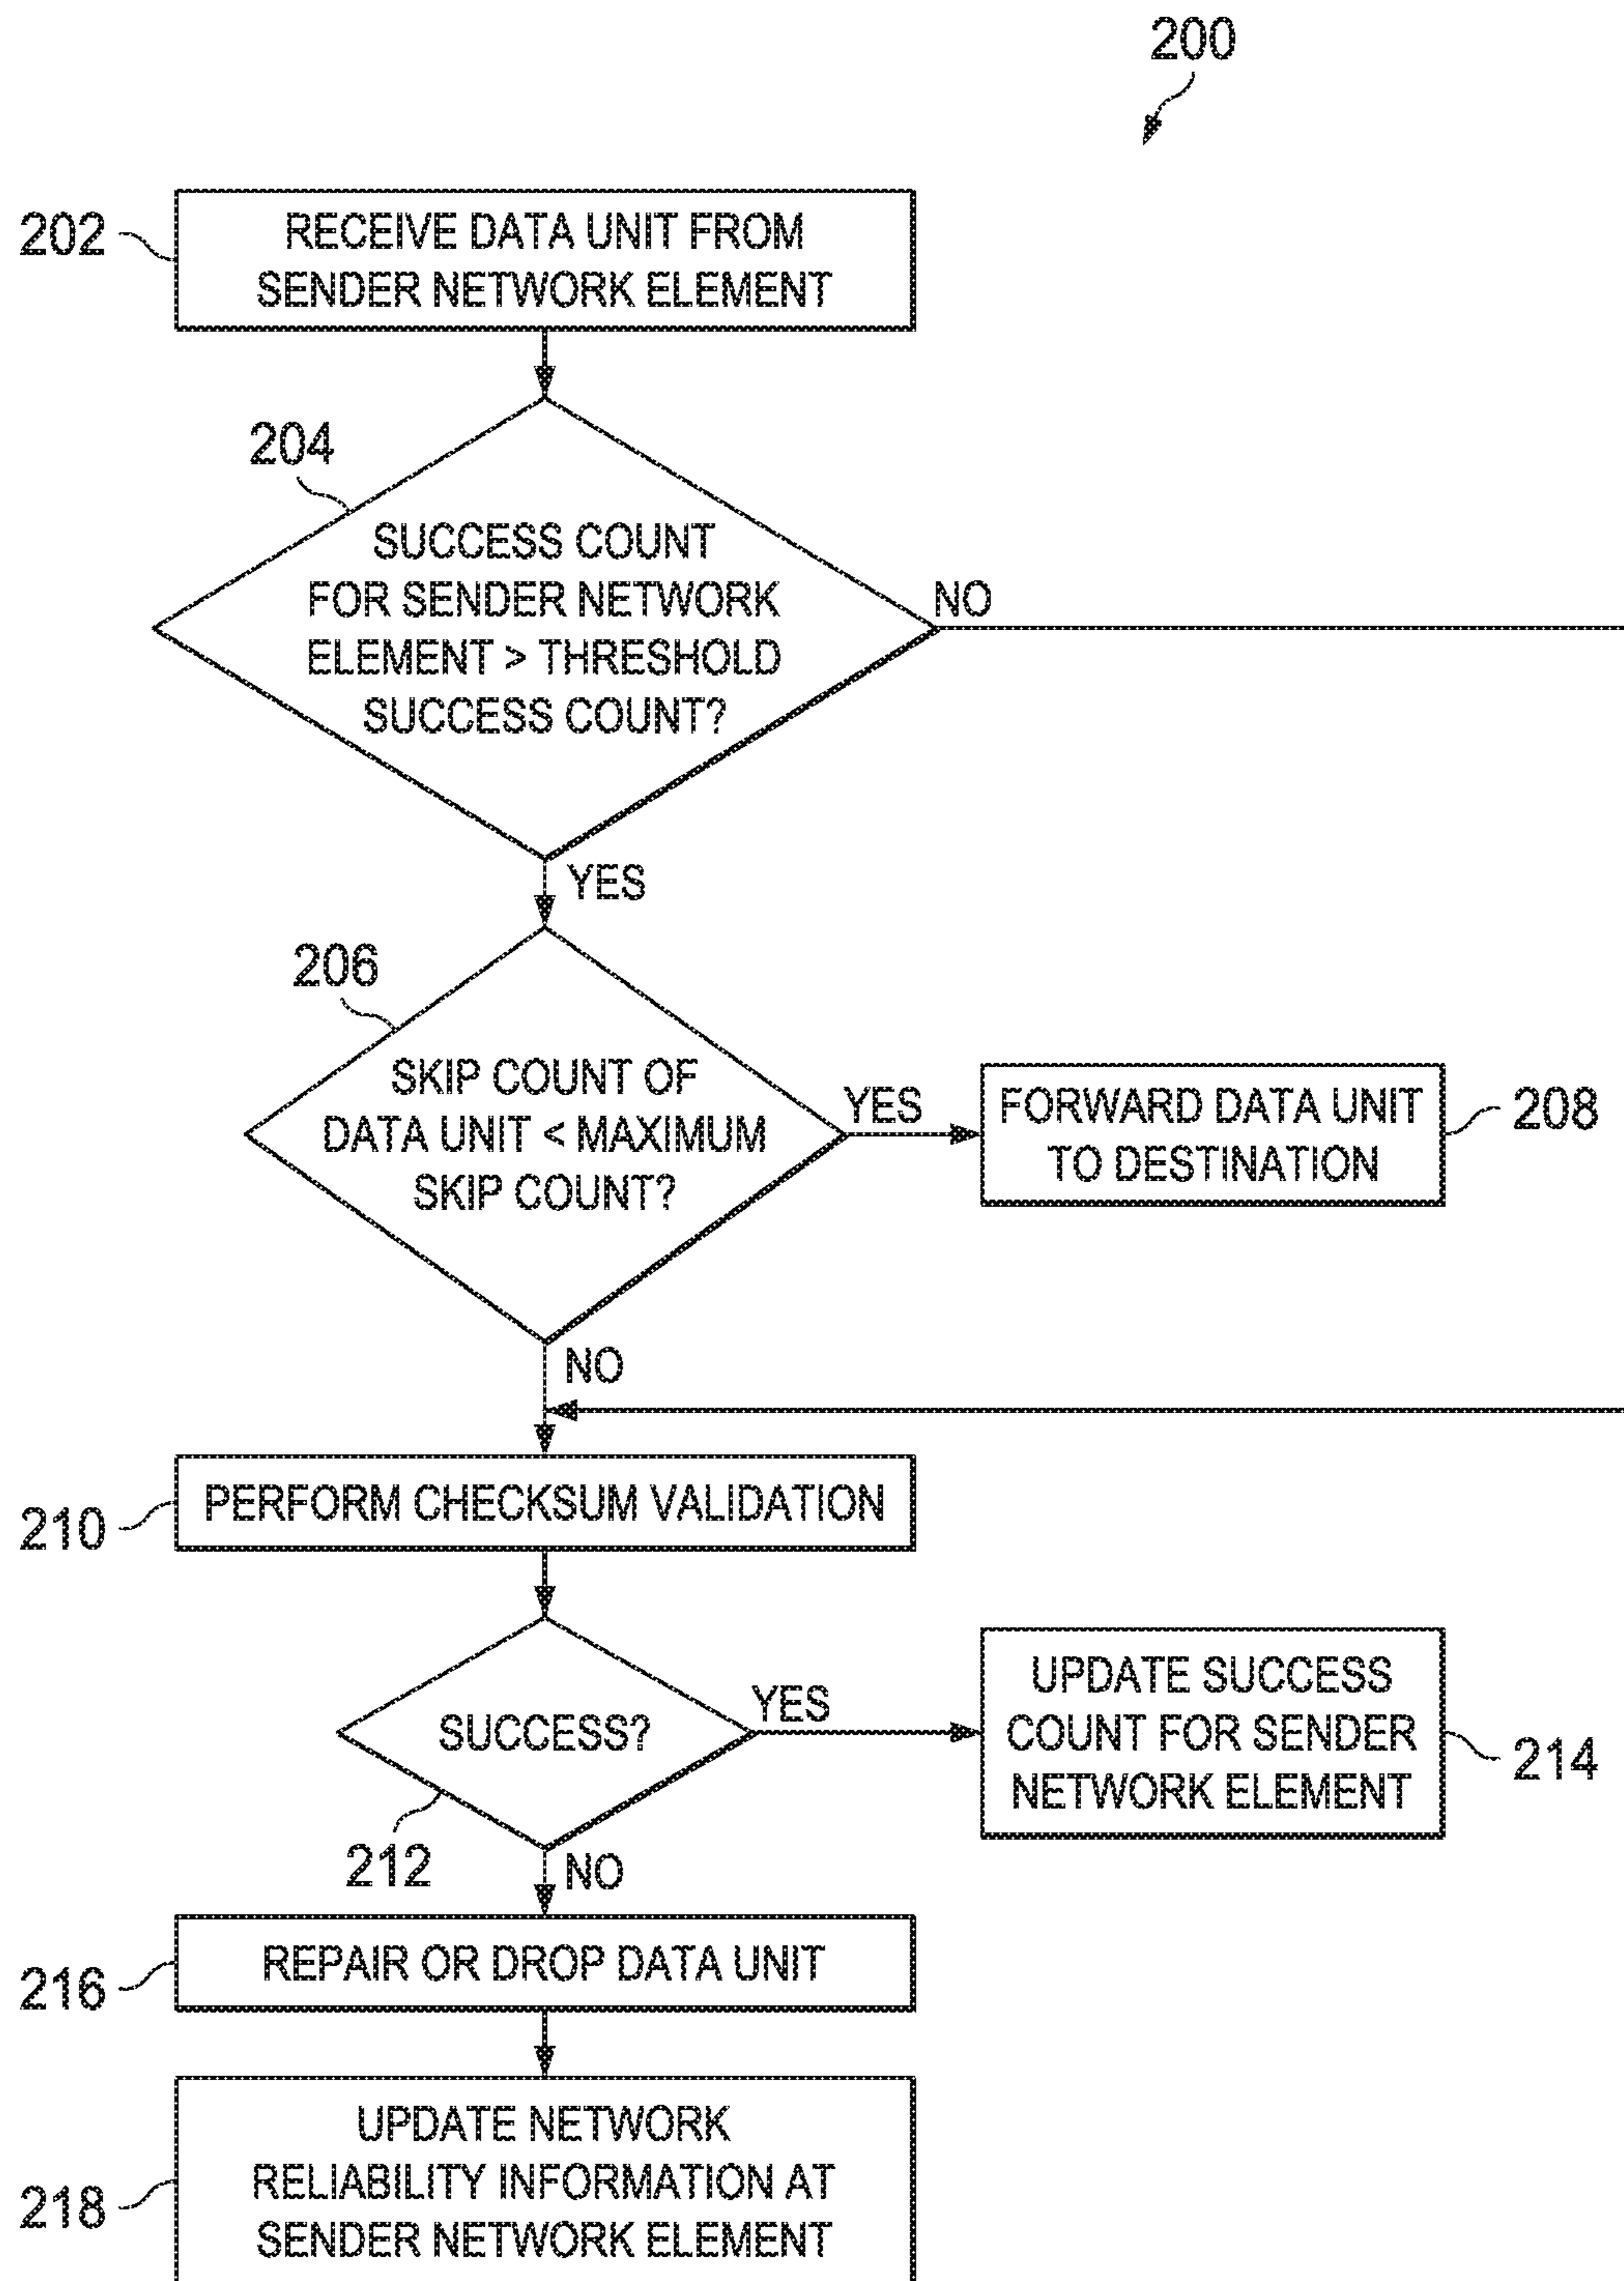 200
202
RECEIVE DATA UNIT FROM
SENDER NETWORK ELEMENT
204
SUCCESS COUNT
FOR SENDER NETWORK
ELEMENT > THRESHOLD
SUCCESS COUNT?
NO
YES
206
SKIP COUNT OF
DATA UNIT < MAXIMUM
SKIP COUNT?
YES
FORWARD DATA UNIT
TO DESTINATION
208
NO
210
PERFORM CHECKSUM VALIDATION
SUCCESS?
YES
UPDATE SUCCESS
COUNT FOR SENDER
NETWORK ELEMENT
214
212
NO
216
REPAIR OR DROP DATA UNIT
218
UPDATE NETWORK
RELIABILITY INFORMATION AT
SENDER NETWORK ELEMENT